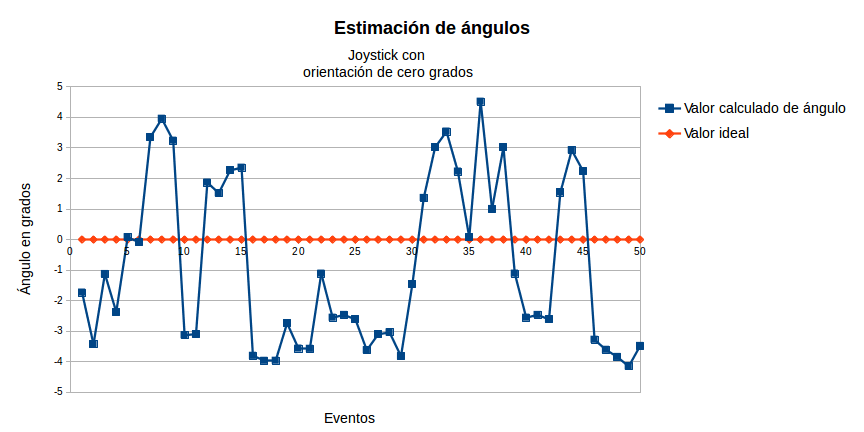 Estimación de ángulos
Joystick con
orientación de cero grados
5
4
3
2
1
0
-1
-2
-3
-4
-5
0 5 10 15 20 25 30 35 40 45 50
Ángulo en grados
Eventos
Valor calculado de ángulo
Valor ideal